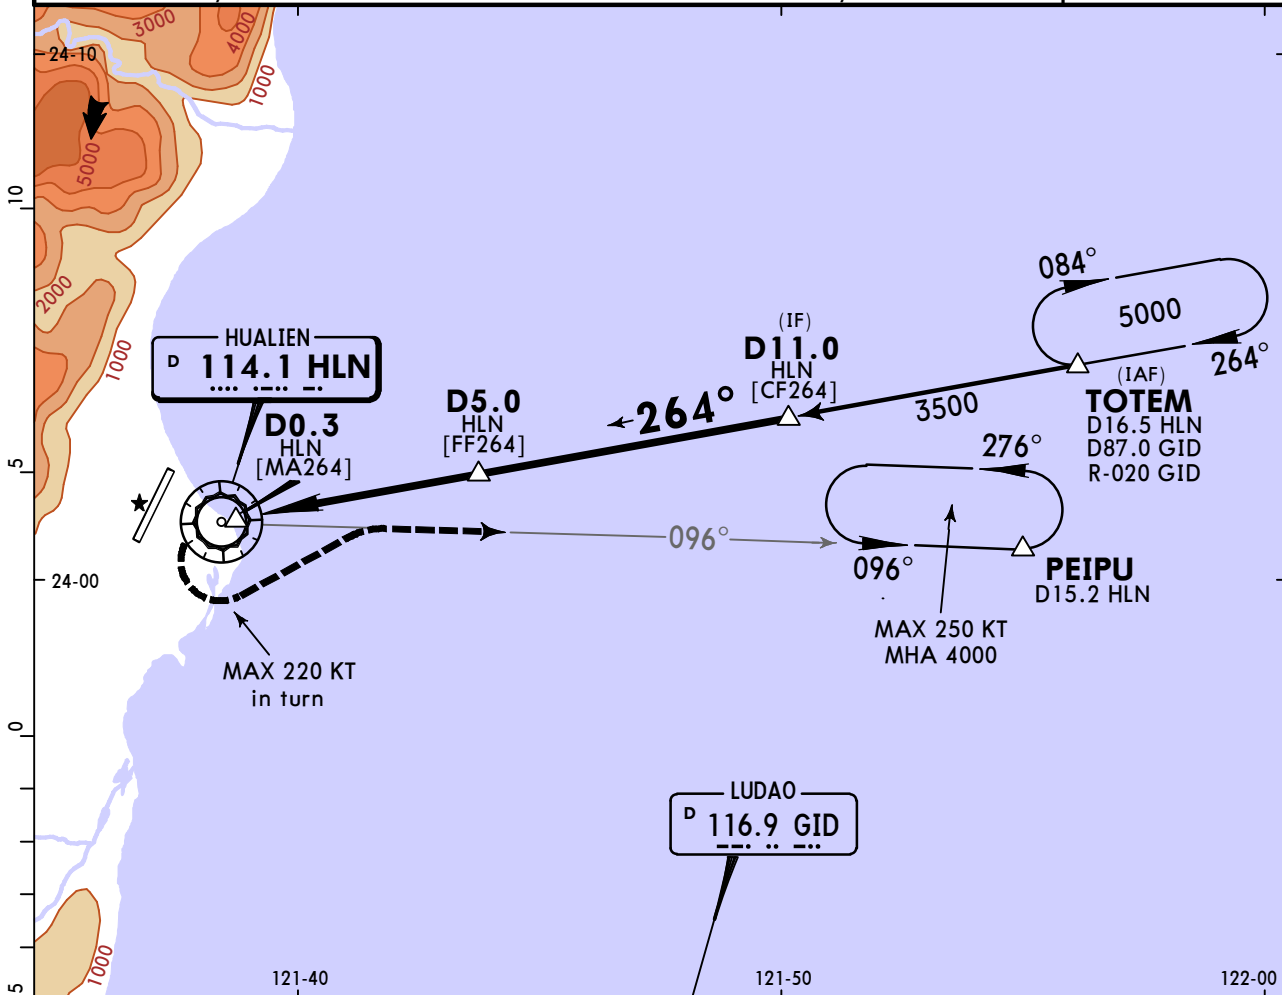 3000
4000
24-10
1000
5000
10
084°
5000
264°
2000
1000
(IF)
D11.0
HLN
[CF264]
HUALIEN
D 114.1 HLN
(IAF)
TOTEM
D16.5 HLN
D87.0 GID
R-020 GID
D5.0
HLN
[FF264]
264°
3500
D0.3
HLN
[MA264]
276°
5
096°
096°
24-00
PEIPU
D15.2 HLN
MAX 250 KT
MHA 4000
MAX 220 KT
in turn
0
LUDAO
D 116.9 GID
1000
121-40
121-50
122-00
5